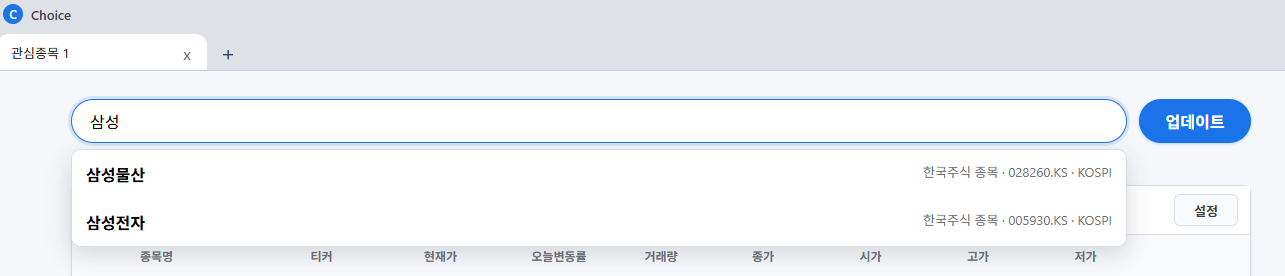 C Choice
관심종목 1 x +
삼성 업데이트
삼성물산 한국주식 종목 · 028260.KS · KOSPI
설정
삼성전자 한국주식 종목 · 005930.KS · KOSPI
종목명 티커 현재가 오늘변동률 거래량 종가 시가 고가 저가